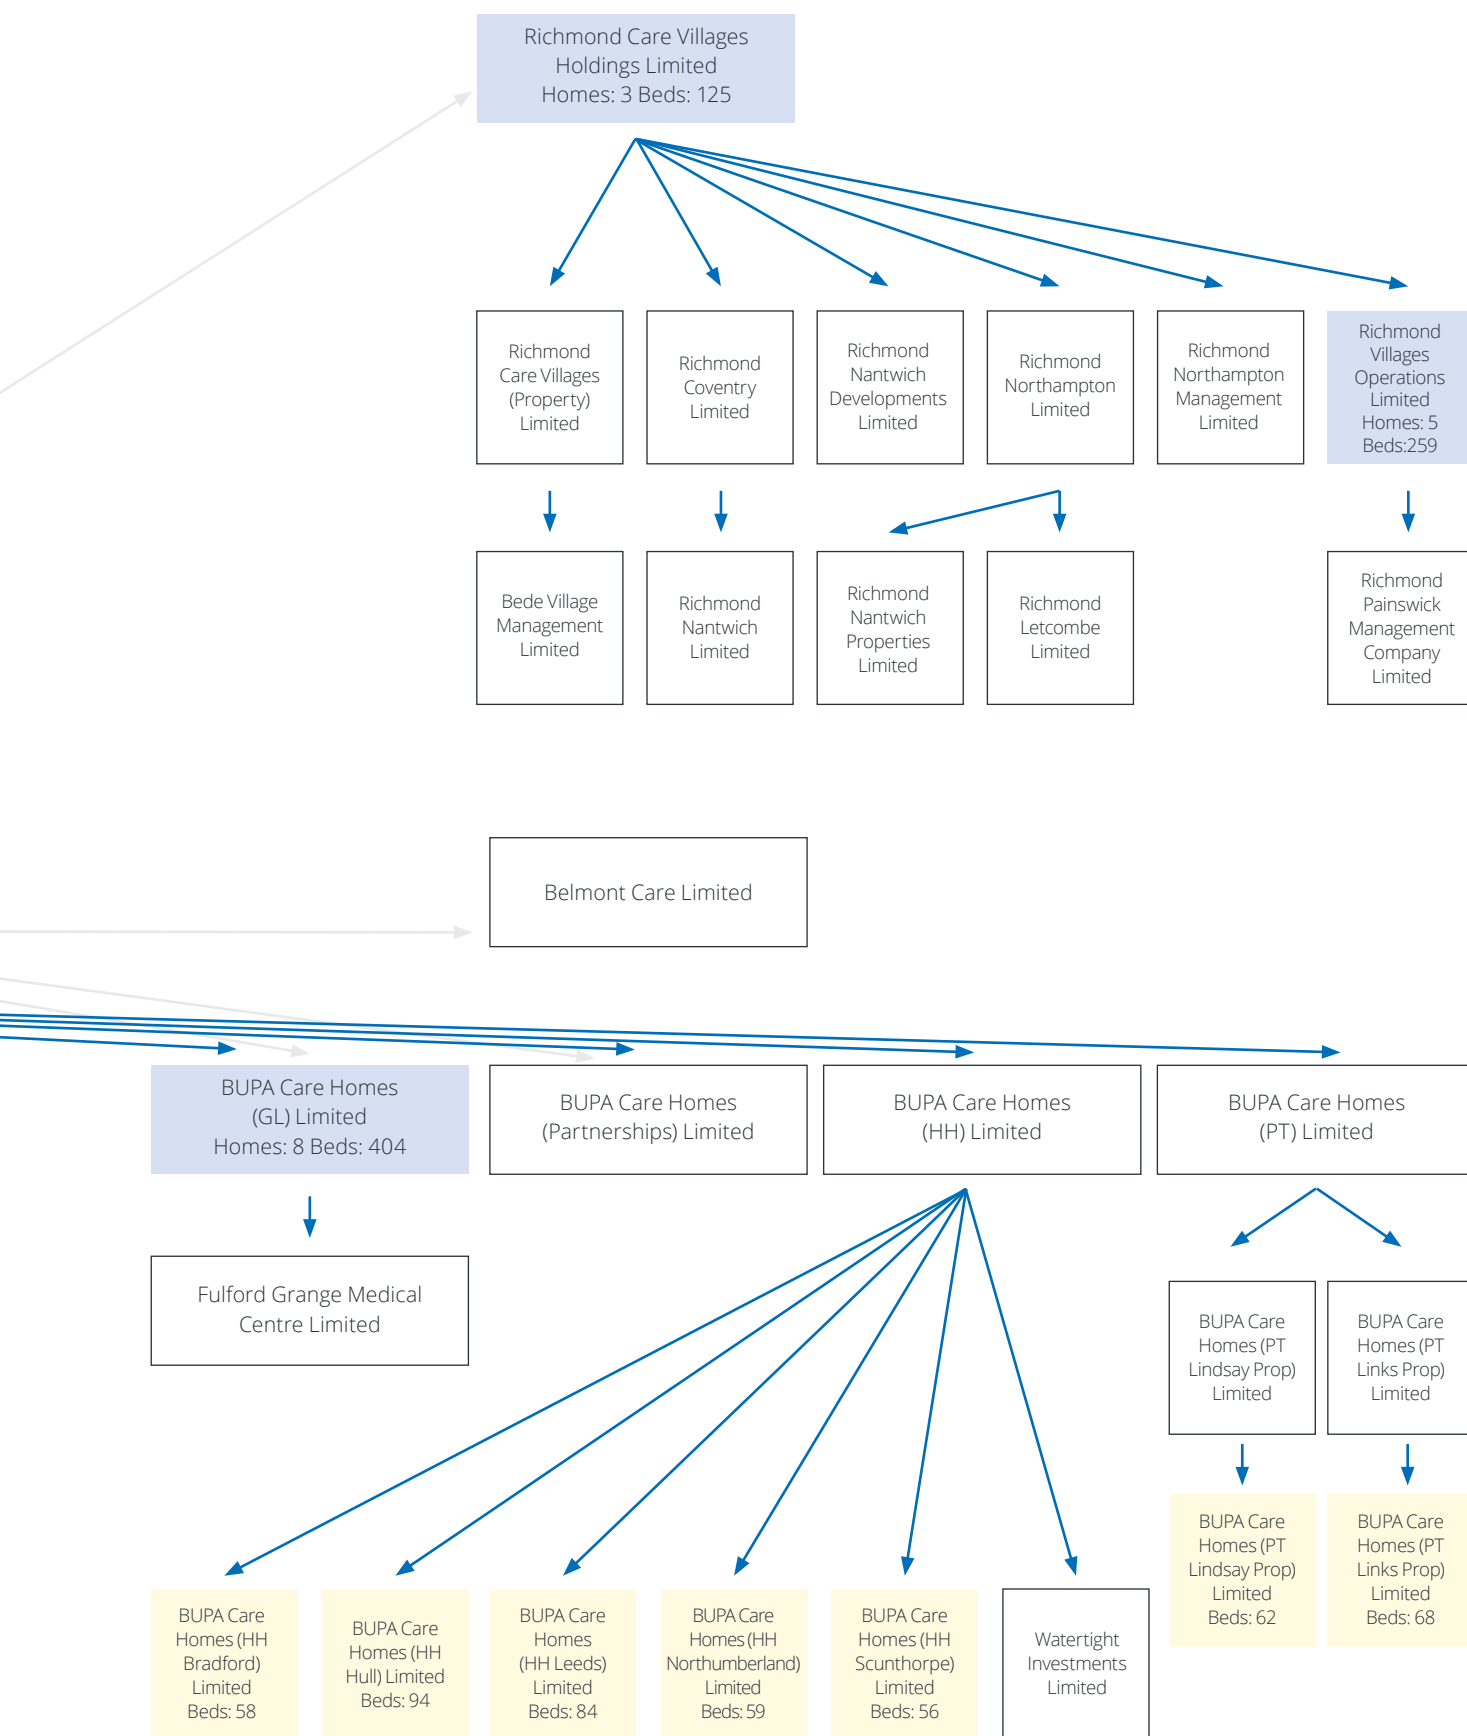 Richmond Care Villages
Holdings Limited
Homes: 3 Beds: 125
Richmond
Care Villages
(Property)
Limited
Richmond
Coventry
Limited
Richmond
Nantwich
Developments
Limited
Richmond
Northampton
Limited
Richmond
Northampton
Management
Limited
Richmond
Villages
Operations
Limited
Homes: 5
Beds:259
Bede Village
Management
Limited
Richmond
Nantwich
Limited
Richmond
Nantwich
Properties
Limited
Richmond
Letcombe
Limited
Richmond
Painswick
Management
Company
Limited
Belmont Care Limited
BUPA Care Homes
(GL) Limited
Homes: 8 Beds: 404
BUPA Care Homes
(Partnerships) Limited
BUPA Care Homes
(HH) Limited
BUPA Care Homes
(PT) Limited
Fulford Grange Medical
Centre Limited
BUPA Care
Homes (PT
Lindsay Prop)
Limited
BUPA Care
Homes (PT
Links Prop)
Limited
BUPA Care
Homes (PT
Lindsay Prop)
Limited
Beds: 62
BUPA Care
Homes (PT
Links Prop)
Limited
Beds: 68
BUPA Care
Homes (HH
Bradford)
Limited
Beds: 58
BUPA Care
Homes (HH
Hull) Limited
Beds: 94
BUPA Care
Homes
(HH Leeds)
Limited
Beds: 84
BUPA Care
Homes (HH
Northumberland)
Limited
Beds: 59
BUPA Care
Homes (HH
Scunthorpe)
Limited
Beds: 56
Watertight
Investments
Limited